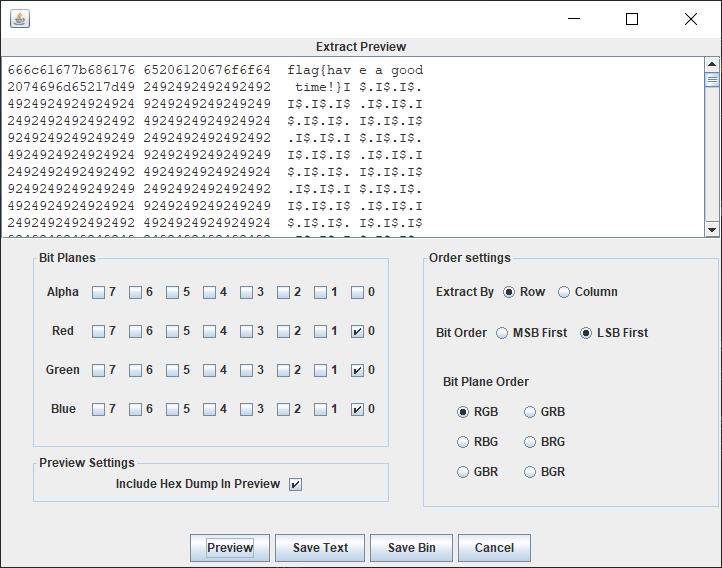 Extract Preview
666c61677b686176 65206120676f6f64 flag{hav e a good
2074696d65217d49 2492492492492492 time!}I $.I$.I$.
4924924924924924 9249249249249249 I$.I$.I$ .I$.I$.I
2492492492492492 4924924924924924 $.I$.I$. I$.I$.I$
9249249249249249 2492492492492492 .I$.I$.I $.I$.I$.
4924924924924924 9249249249249249 I$.I$.I$ .I$.I$.I
2492492492492492 4924924924924924 $.I$.I$. I$.I$.I$
9249249249249249 2492492492492492 .I$.I$.I $.I$.I$.
4924924924924924 9249249249249249 I$.I$.I$ .I$.I$.I
2492492492492492 4924924924924924 $.I$.I$. I$.I$.I$
Bit Planes
Alpha 7 6 5 4 3 2 1 0
Red 7 6 5 4 3 2 1 0
Green 7 6 5 4 3 2 1 0
Blue 7 6 5 4 3 2 1 0
Preview Settings
Include Hex Dump In Preview
Order settings
Extract By Row Column
Bit Order MSB First LSB First
Bit Plane Order
RGB GRB
RBG BRG
GBR BGR
Preview Save Text Save Bin Cancel